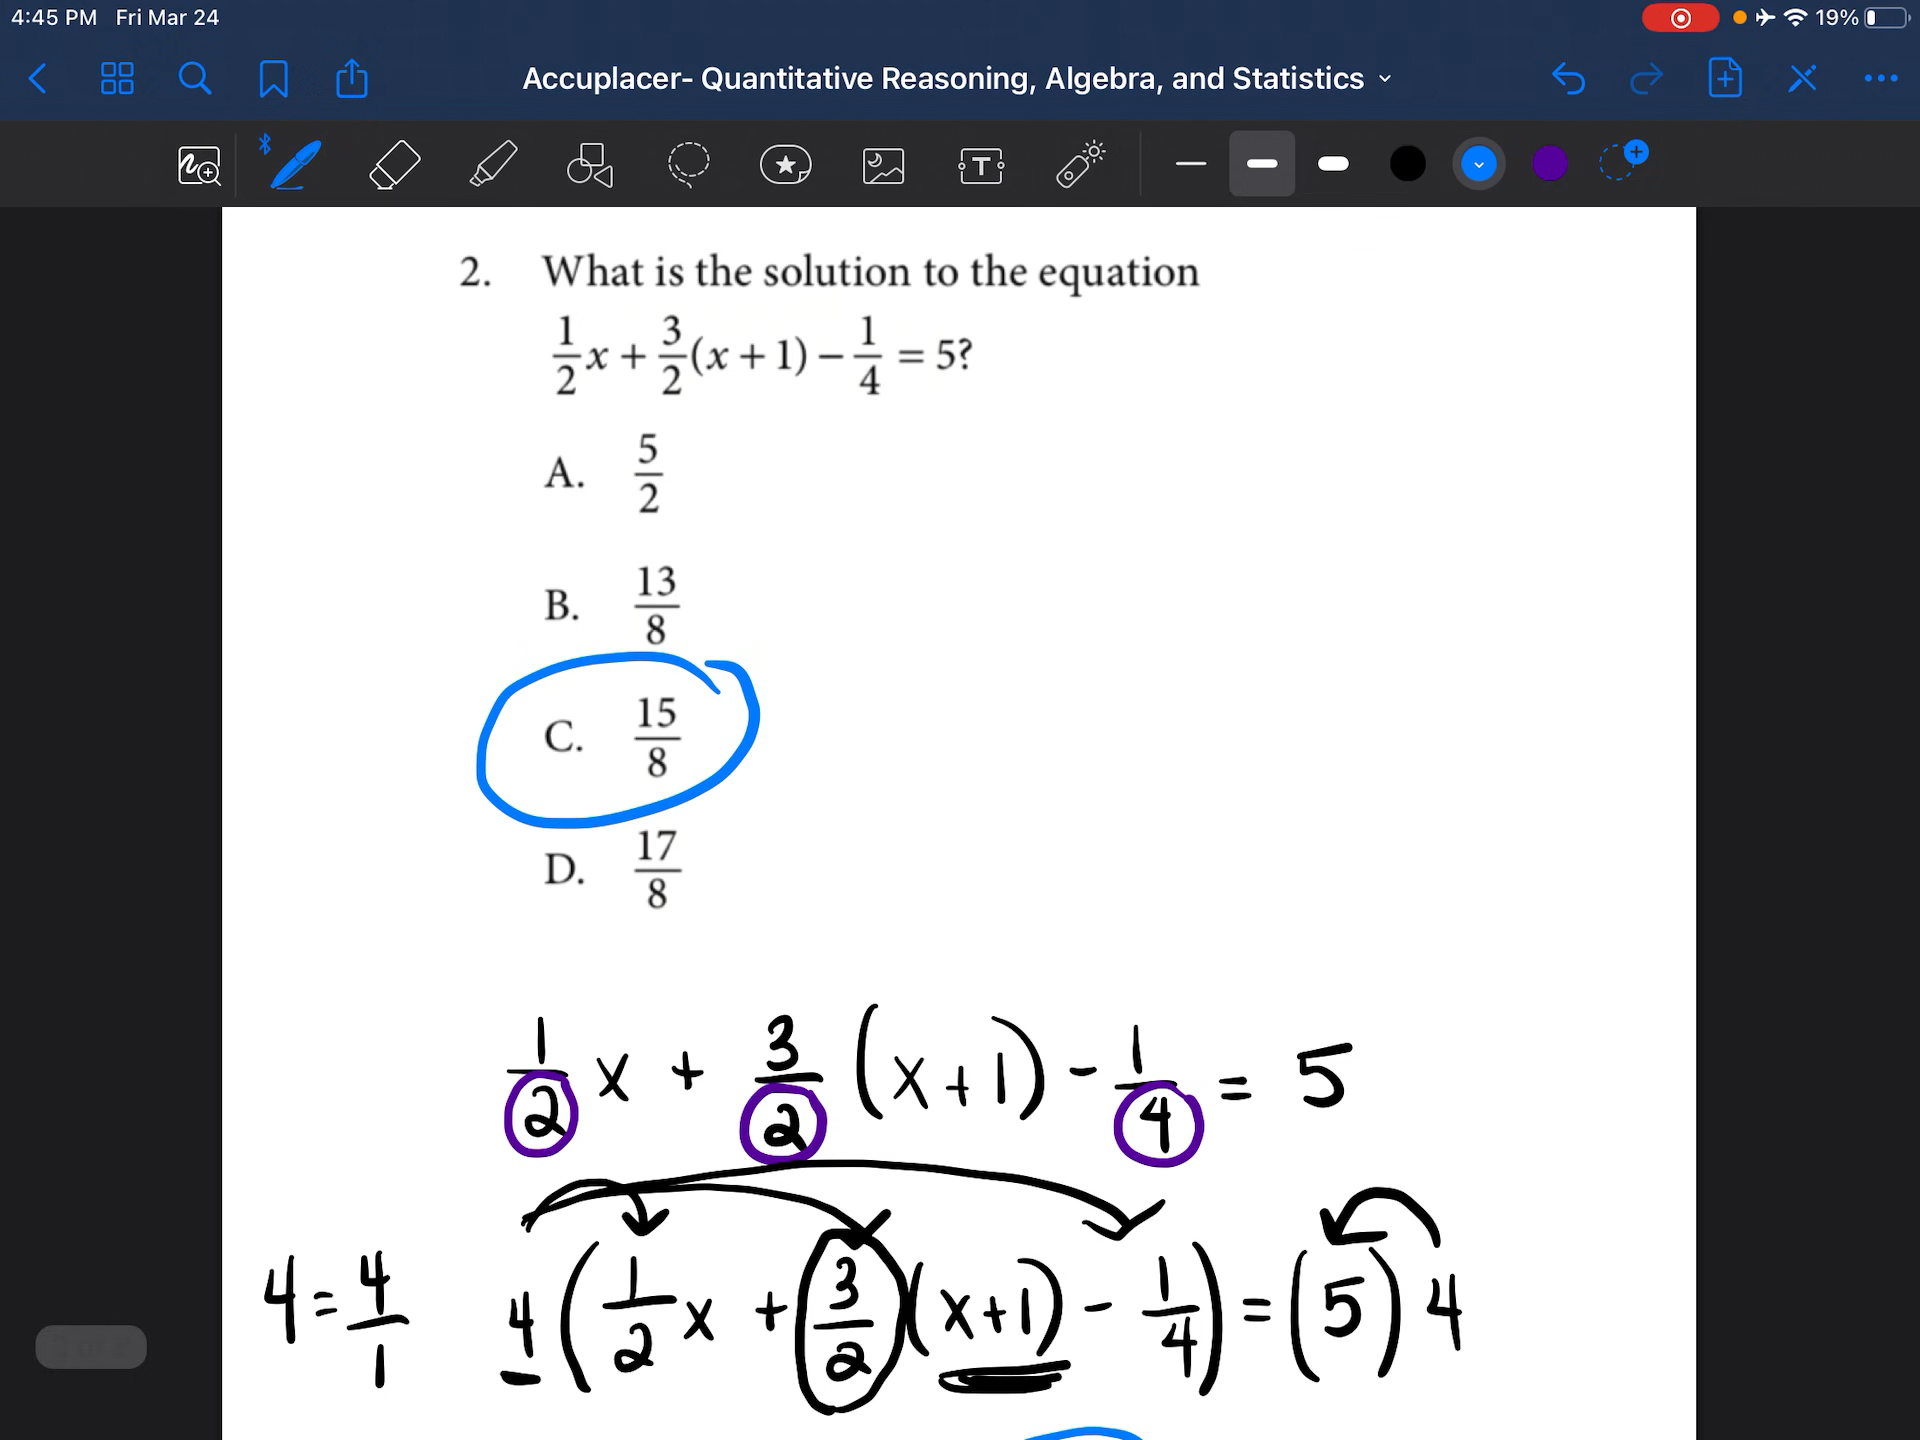 4:45 PM Fri Mar 24 19%
Accuplacer- Quantitative Reasoning, Algebra, and Statistics
T
2. What is the solution to the equation
1/2 x + 3/2 (x + 1) − 1/4 = 5?
A. 5/2
B. 13/8
C. 15/8
D. 17/8
1/2 x + 3/2 (x+1) - 1/4 = 5
4 = 4/1 4 (1/2 x + 3/2 (x+1) - 1/4) = (5) 4